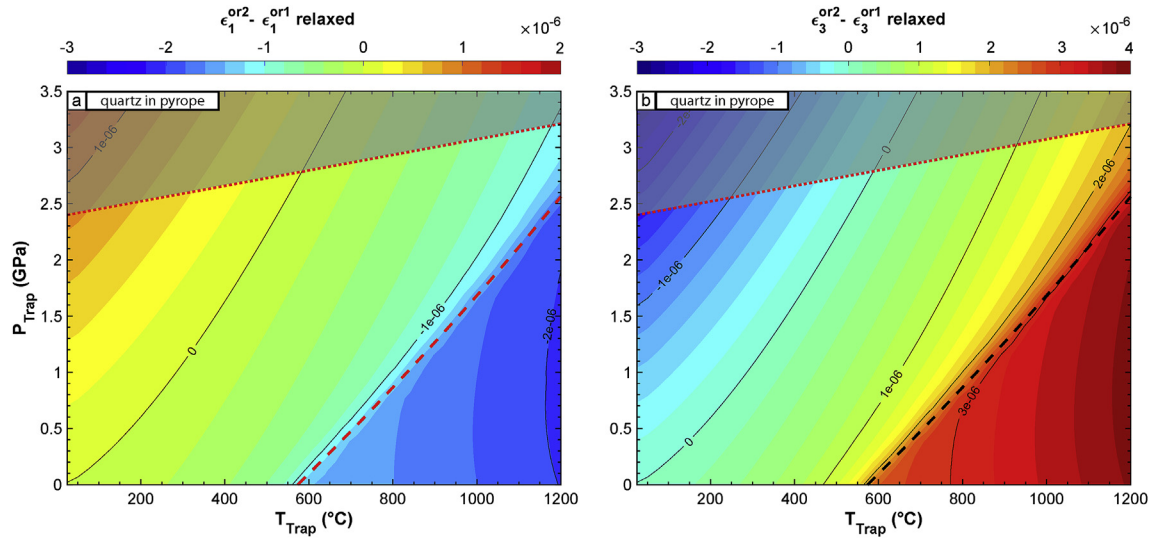 ϵ₁ᵒʳ²- ϵ₁ᵒʳ¹ relaxed
×10⁻⁶
-3 -2 -1 0 1 2
a quartz in pyrope
3.5
3
2.5
2
1.5
1
0.5
0
P_Trap (GPa)
1e-06
0
-1e-06
-2e-06
200 400 600 800 1000 1200
T_Trap (°C)
ϵ₃ᵒʳ²- ϵ₃ᵒʳ¹ relaxed
×10⁻⁶
-3 -2 -1 0 1 2 3 4
b quartz in pyrope
3.5
3
2.5
2
1.5
1
0.5
0
-1e-06
0
0
1e-06
2e-06
3e-06
200 400 600 800 1000 1200
T_Trap (°C)